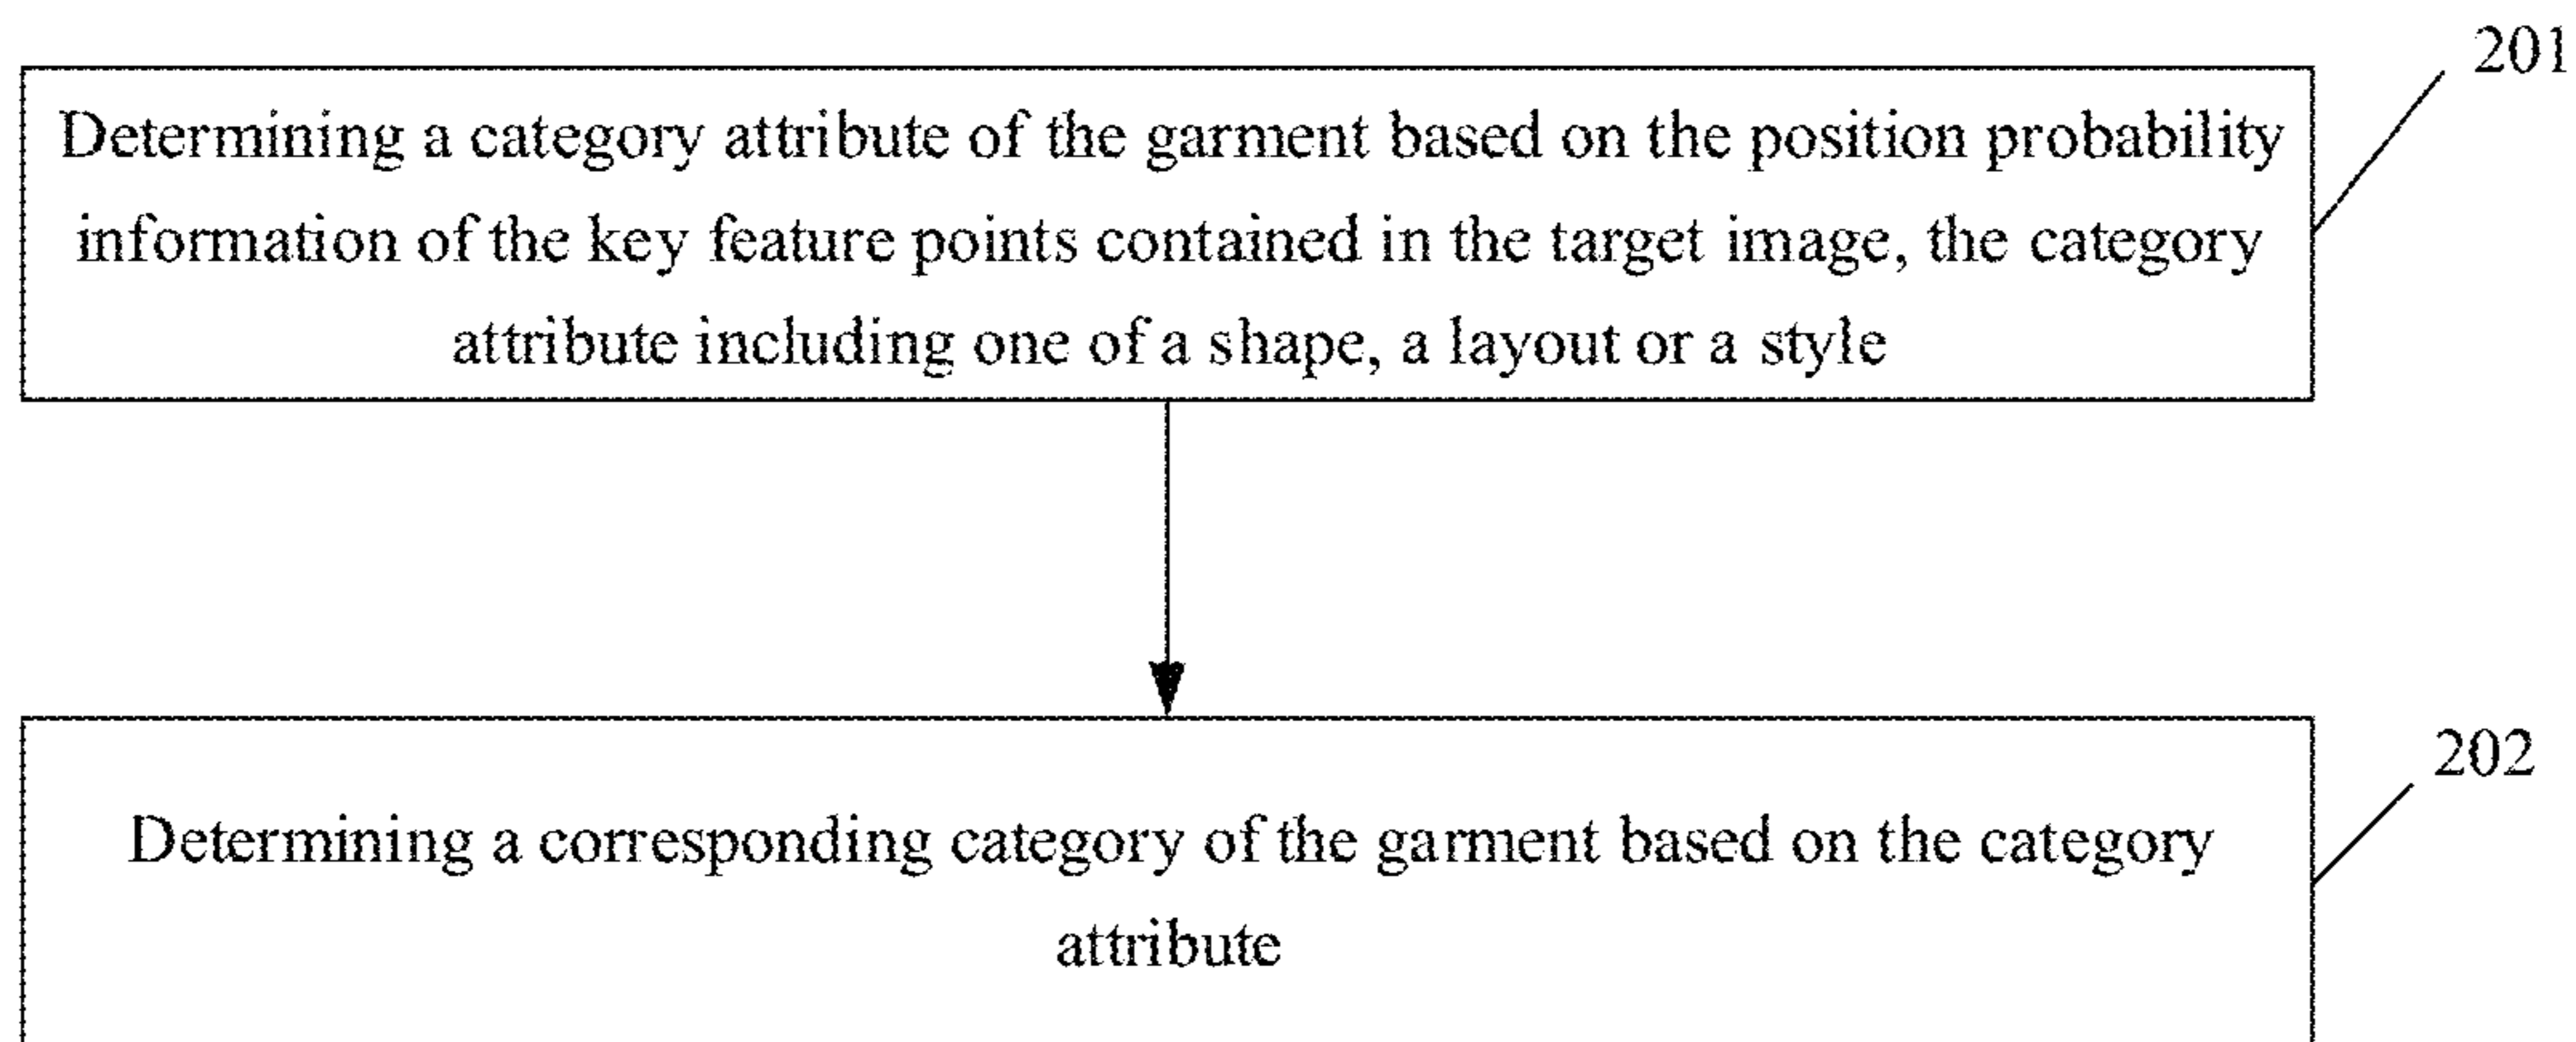 201
Determining a category attribute of the garment based on the position probability
information of the key feature points contained in the target image, the category
attribute including one of a shape, a layout or a style
202
Determining a corresponding category of the garment based on the category
attribute